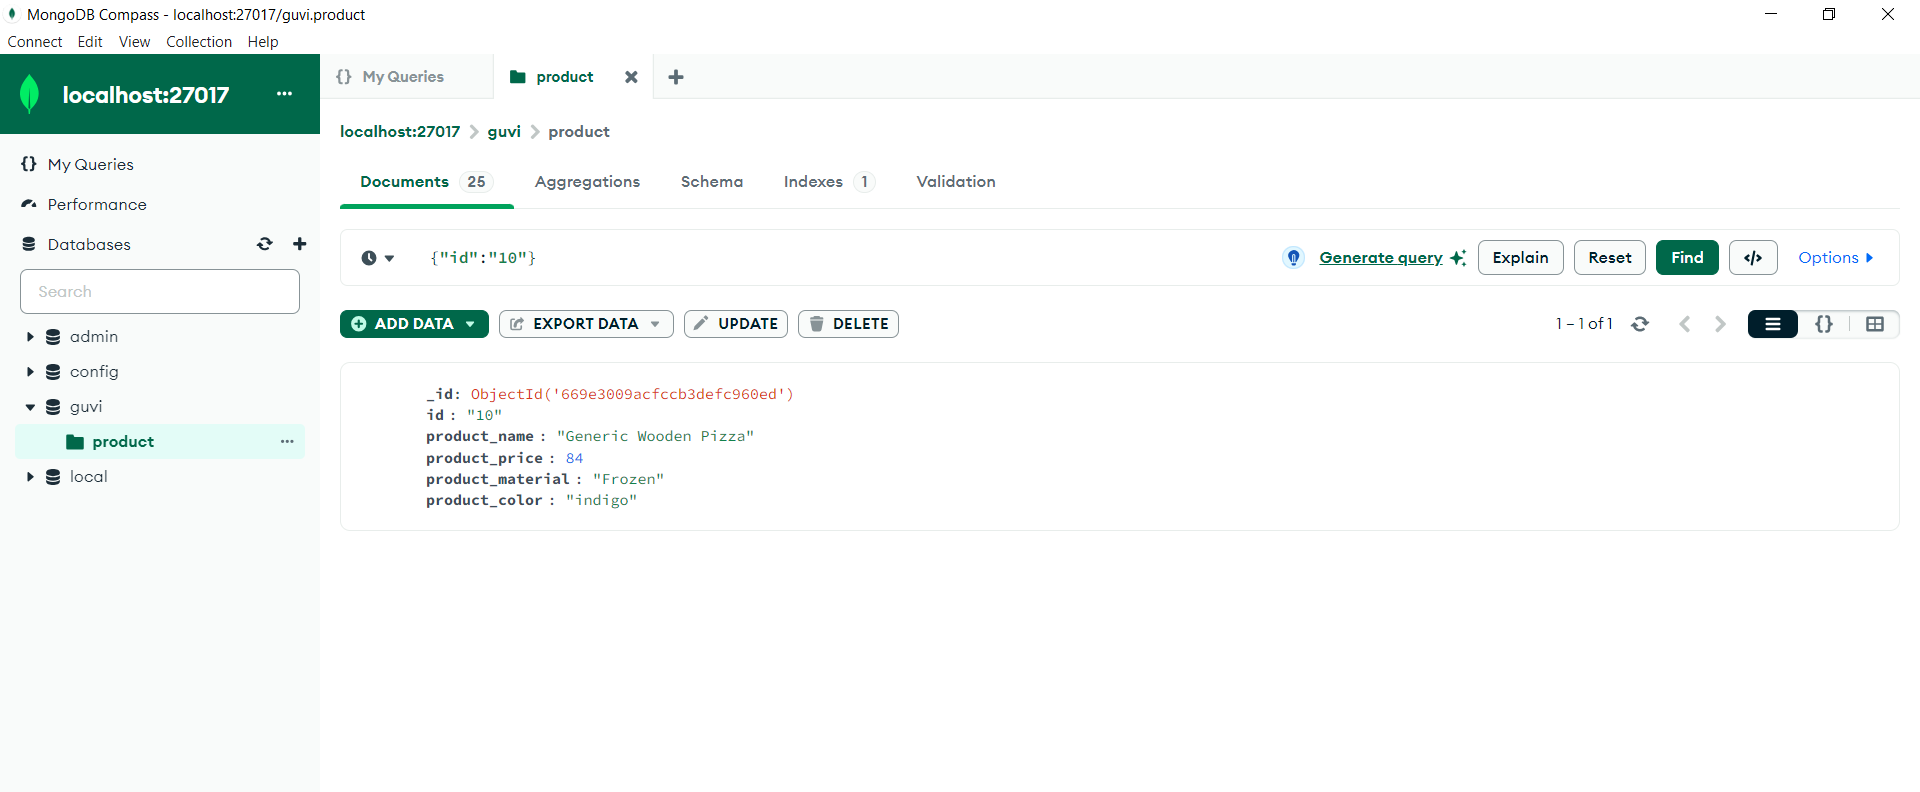 MongoDB Compass - localhost:27017/guvi.product
Connect Edit View Collection Help
localhost:27017 ...
{} My Queries
product
localhost:27017 > guvi > product
{} My Queries
Performance
Databases
Search
admin
config
guvi
product ...
local
Documents 25 Aggregations Schema Indexes 1 Validation
{"id":"10"}
Generate query Explain Reset Find </> Options
ADD DATA EXPORT DATA UPDATE DELETE
1 – 1 of 1 {}
_id: ObjectId('669e3009acfccb3defc960ed')
id : "10"
product_name : "Generic Wooden Pizza"
product_price : 84
product_material : "Frozen"
product_color : "indigo"